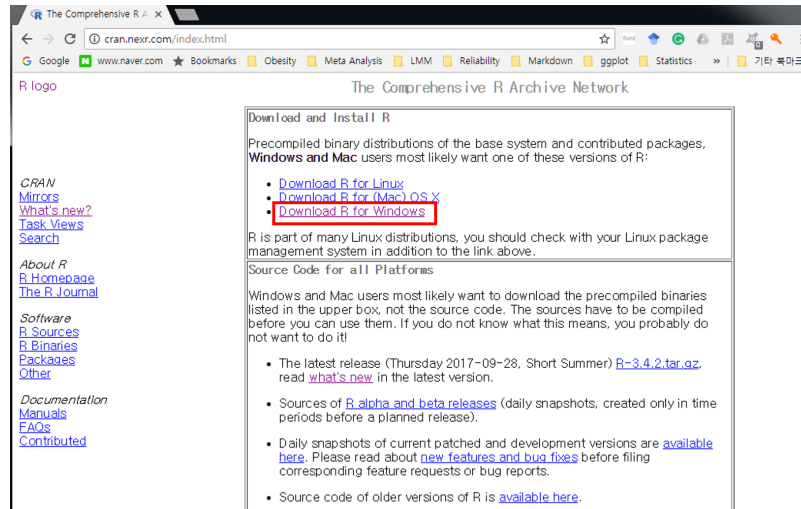 The Comprehensive R A
cran.nexr.com/index.html
Google
www.naver.com
Bookmarks
Obesity
Meta Analysis
LMM
Reliability
Markdown
ggplot
Statistics
»
기타 북마크
R logo
CRAN
Mirrors
What's new?
Task Views
Search
About R
R Homepage
The R Journal
Software
R Sources
R Binaries
Packages
Other
Documentation
Manuals
FAQs
Contributed
The Comprehensive R Archive Network
Download and Install R
Precompiled binary distributions of the base system and contributed packages,
Windows and Mac users most likely want one of these versions of R:
• Download R for Linux
• Download R for (Mac) OS X
• Download R for Windows
R is part of many Linux distributions, you should check with your Linux package
management system in addition to the link above.
Source Code for all Platforms
Windows and Mac users most likely want to download the precompiled binaries
listed in the upper box, not the source code. The sources have to be compiled
before you can use them. If you do not know what this means, you probably do
not want to do it!
• The latest release (Thursday 2017-09-28, Short Summer) R-3.4.2.tar.gz,
read what's new in the latest version.
• Sources of R alpha and beta releases (daily snapshots, created only in time
periods before a planned release).
• Daily snapshots of current patched and development versions are available
here. Please read about new features and bug fixes before filing
corresponding feature requests or bug reports.
• Source code of older versions of R is available here.